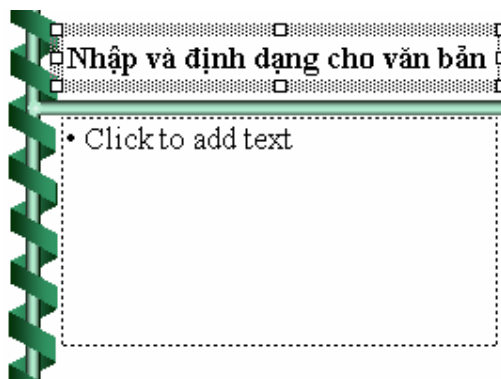 Nhập và định dạng cho văn bản
• Click to add text